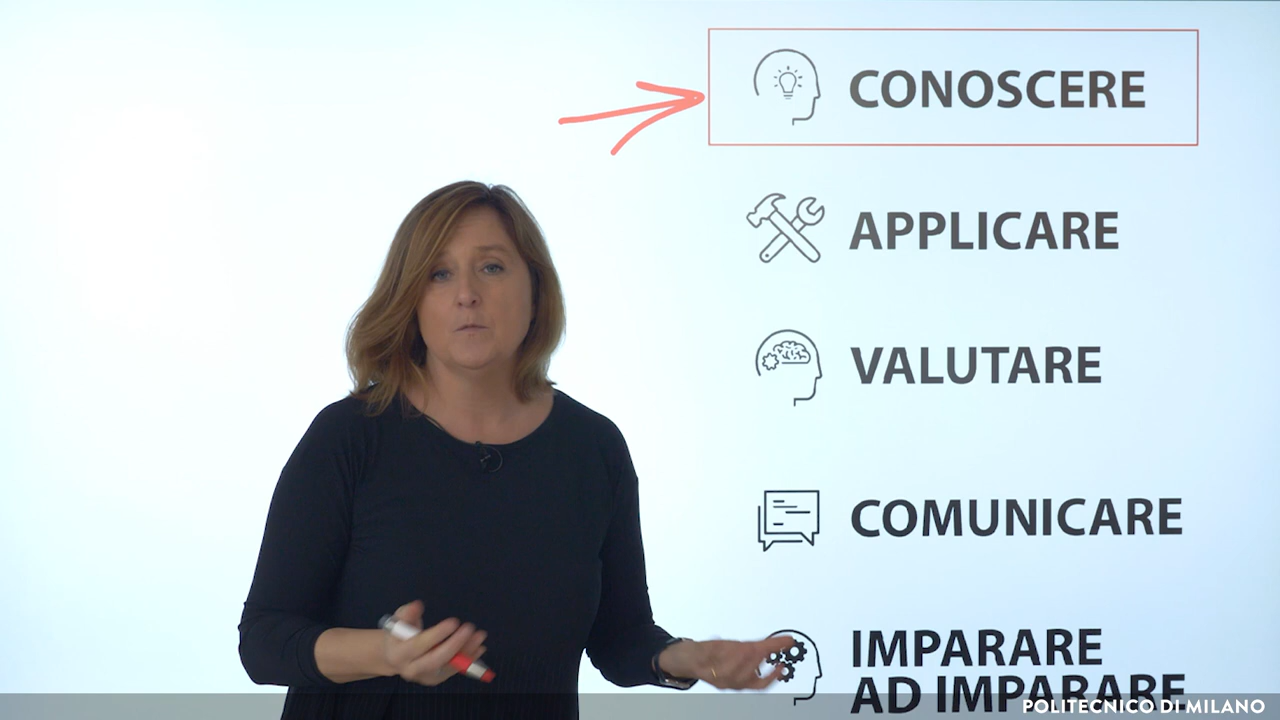 CONOSCERE
APPLICARE
VALUTARE
COMUNICARE
IMPARARE
AD IMPARARE
POLITECNICO DI MILANO